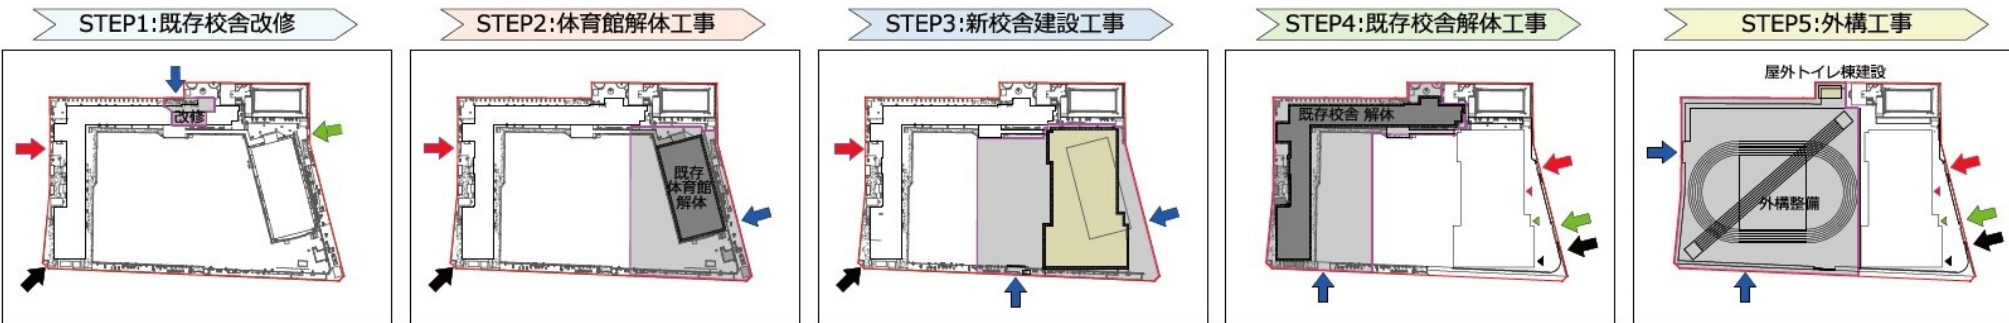 STEP1:既存校舎改修
STEP2:体育館解体工事
STEP3:新校舎建設工事
STEP4:既存校舎解体工事
STEP5:外構工事
改修
既存
体育館
解体
既存校舎 解体
屋外トイレ棟建設
外構整備